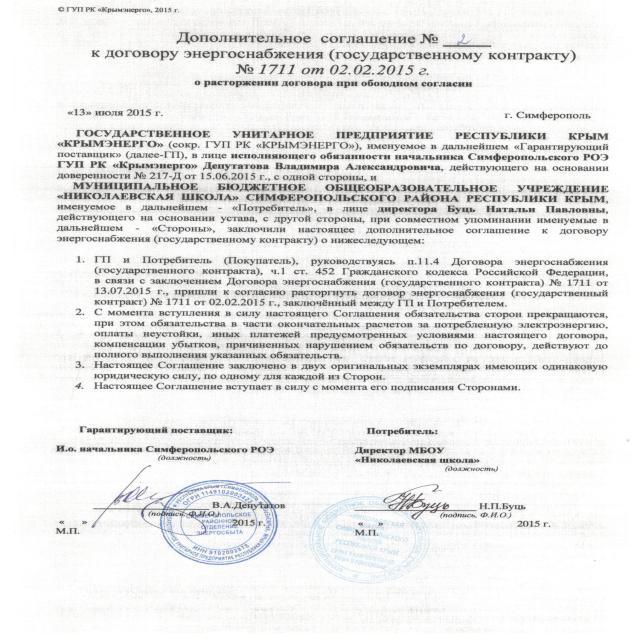 © ГУП РК «Крымэнерго», 2015 г.
Дополнительное соглашение № 2
к договору энергоснабжения (государственному контракту)
№ 1711 от 02.02.2015 г.
о расторжении договора при обоюдном согласии
«13» июля 2015 г. г. Симферополь
ГОСУДАРСТВЕННОЕ УНИТАРНОЕ ПРЕДПРИЯТИЕ РЕСПУБЛИКИ КРЫМ
«КРЫМЭНЕРГО» (сокр. ГУП РК «КРЫМЭНЕРГО»), именуемое в дальнейшем «Гарантирующий
поставщик» (далее-ГП), в лице исполняющего обязанности начальника Симферопольского РОЭ
ГУП РК «Крымэнерго» Депутатова Владимира Александровича, действующего на основании
доверенности № 217-Д от 15.06.2015 г., с одной стороны, и
МУНИЦИПАЛЬНОЕ БЮДЖЕТНОЕ ОБЩЕОБРАЗОВАТЕЛЬНОЕ УЧРЕЖДЕНИЕ
«НИКОЛАЕВСКАЯ ШКОЛА» СИМФЕРОПОЛЬСКОГО РАЙОНА РЕСПУБЛИКИ КРЫМ,
именуемое в дальнейшем - «Потребитель», в лице директора Буць Натальи Павловны,
действующего на основании устава, с другой стороны, при совместном упоминании именуемые в
дальнейшем - «Стороны», заключили настоящее дополнительное соглашение к договору
энергоснабжения (государственному контракту) о нижеследующем:
1. ГП и Потребитель (Покупатель), руководствуясь п.11.4 Договора энергоснабжения
(государственного контракта), ч.1 ст. 452 Гражданского кодекса Российской Федерации,
в связи с заключением Договора энергоснабжения (государственного контракта) № 1711 от
13.07.2015 г., пришли к согласию расторгнуть договор энергоснабжения (государственный
контракт) № 1711 от 02.02.2015 г., заключённый между ГП и Потребителем.
2. С момента вступления в силу настоящего Соглашения обязательства сторон прекращаются,
при этом обязательства в части окончательных расчетов за потребленную электроэнергию,
оплаты неустойки, иных платежей предусмотренных условиями настоящего договора,
компенсации убытков, причиненных нарушением обязательств по договору, действуют до
полного выполнения указанных обязательств.
3. Настоящее Соглашение заключено в двух оригинальных экземплярах имеющих одинаковую
юридическую силу, по одному для каждой из Сторон.
4. Настоящее Соглашение вступает в силу с момента его подписания Сторонами.
Гарантирующий поставщик: Потребитель:
И.о. начальника Симферопольского РОЭ Директор МБОУ
(должность) «Николаевская школа»
(должность)
В.А.Депутатов Н.П.Буць
(подпись, Ф.И.О.) (подпись, Ф.И.О.)
« » 2015 г. « » 2015 г.
М.П. М.П.
РАЙОННОЕ
ОТДЕЛЕНИЕ
ЭНЕРГОСБЫТА